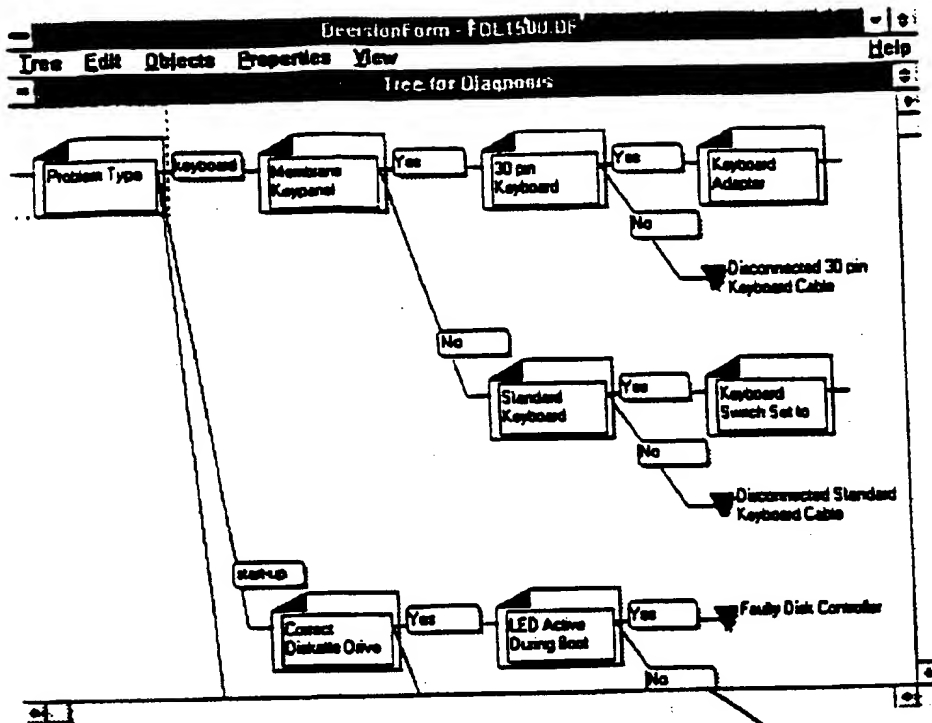 DecisionForm - FDL1500.DF
Tree Edit Objects Properties View Help
Tree for Diagnosis
Problem Type
keyboard
Membrane
Keypanel
Yes
30 pin
Keyboard
Yes
Keyboard
Adapter
No
Disconnected 30 pin
Keyboard Cable
No
Standard
Keyboard
Yes
Keyboard
Switch Set to
No
Disconnected Standard
Keyboard Cable
start-up
Correct
Diskette Drive
Yes
LED Active
During Boot
Yes
Faulty Disk Controller
No